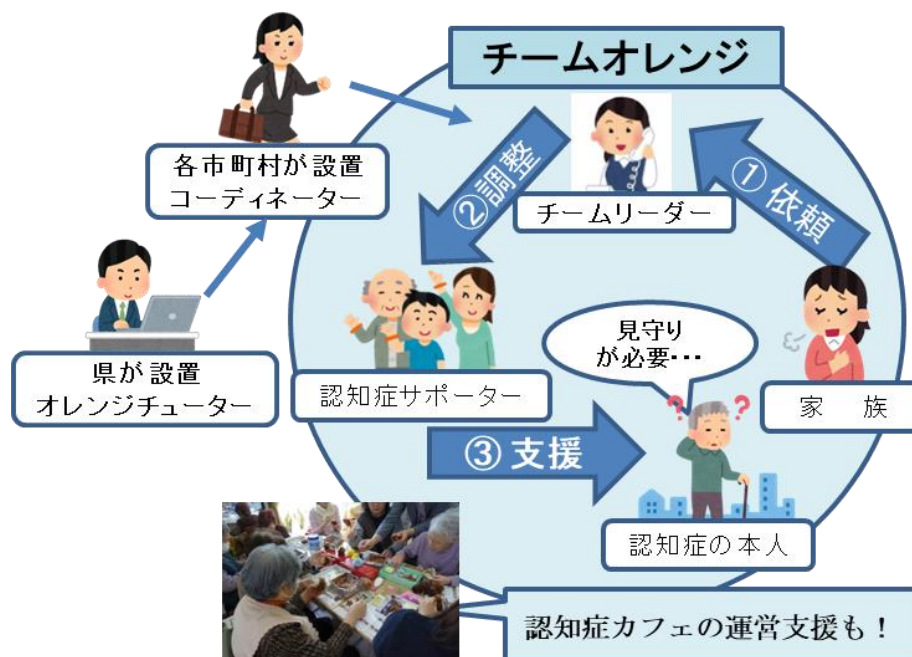 チームオレンジ
各市町村が設置
コーディネーター
②調整
チームリーダー
①依頼
県が設置
オレンジチューター
認知症サポーター
見守り
が必要･･･
家　族
③支援
認知症の本人
認知症カフェの運営支援も！